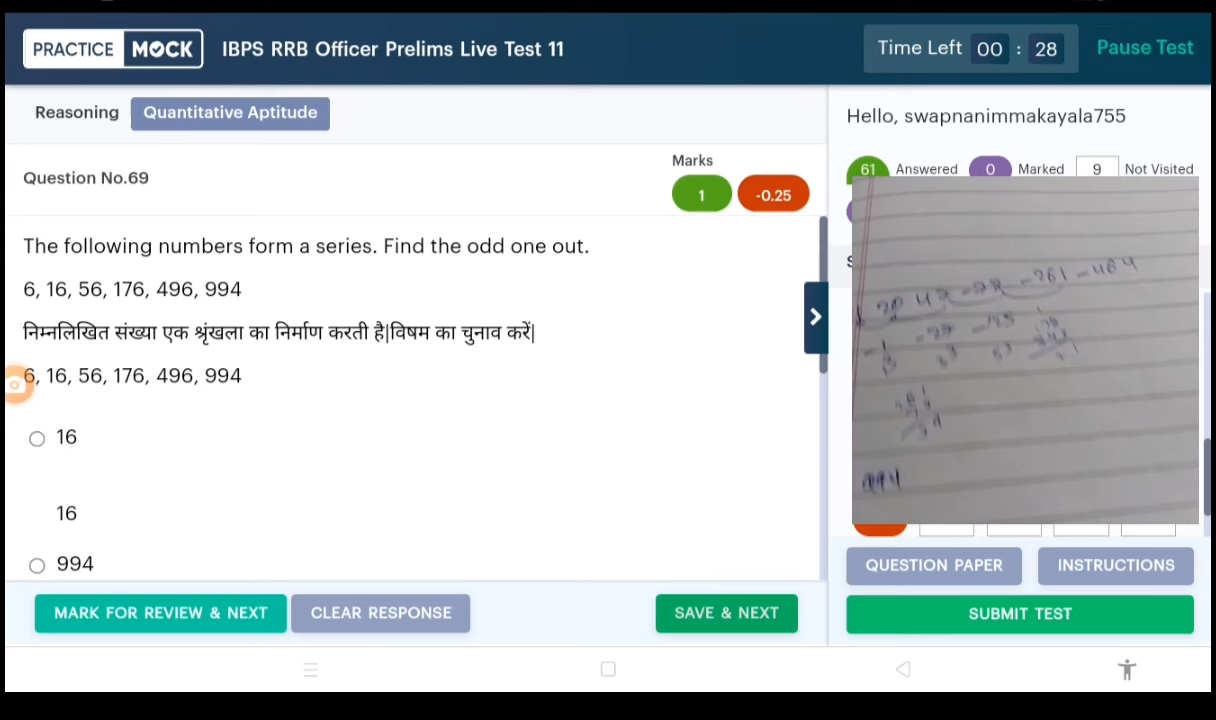 PRACTICE MOCK IBPS RRB Officer Prelims Live Test 11 Time Left 00 : 28 Pause Test
Reasoning Quantitative Aptitude
Hello, swapnanimmakayala755
Question No.69
Marks
1 -0.25
61 Answered 0 Marked 9 Not Visited
The following numbers form a series. Find the odd one out.
6, 16, 56, 176, 496, 994
निम्नलिखित संख्या एक श्रृंखला का निर्माण करती है|विषम का चुनाव करें|
6, 16, 56, 176, 496, 994
16
16
994
994
QUESTION PAPER INSTRUCTIONS
MARK FOR REVIEW & NEXT CLEAR RESPONSE SAVE & NEXT
SUBMIT TEST